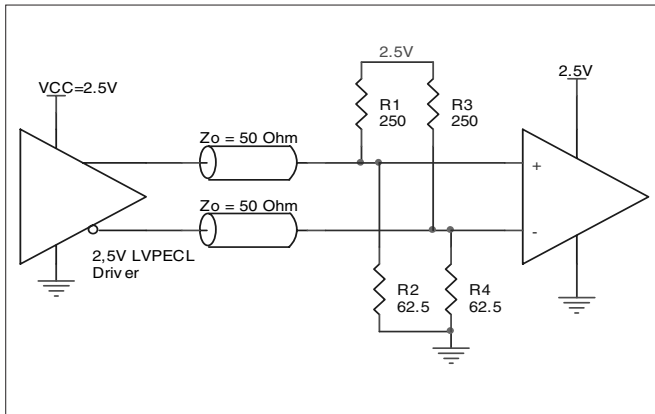 2.5V
VCC=2.5V
2.5V
R1
250
R3
250
Zo = 50 Ohm
+
Zo = 50 Ohm
-
2,5V LVPECL
Driver
R2
62.5
R4
62.5